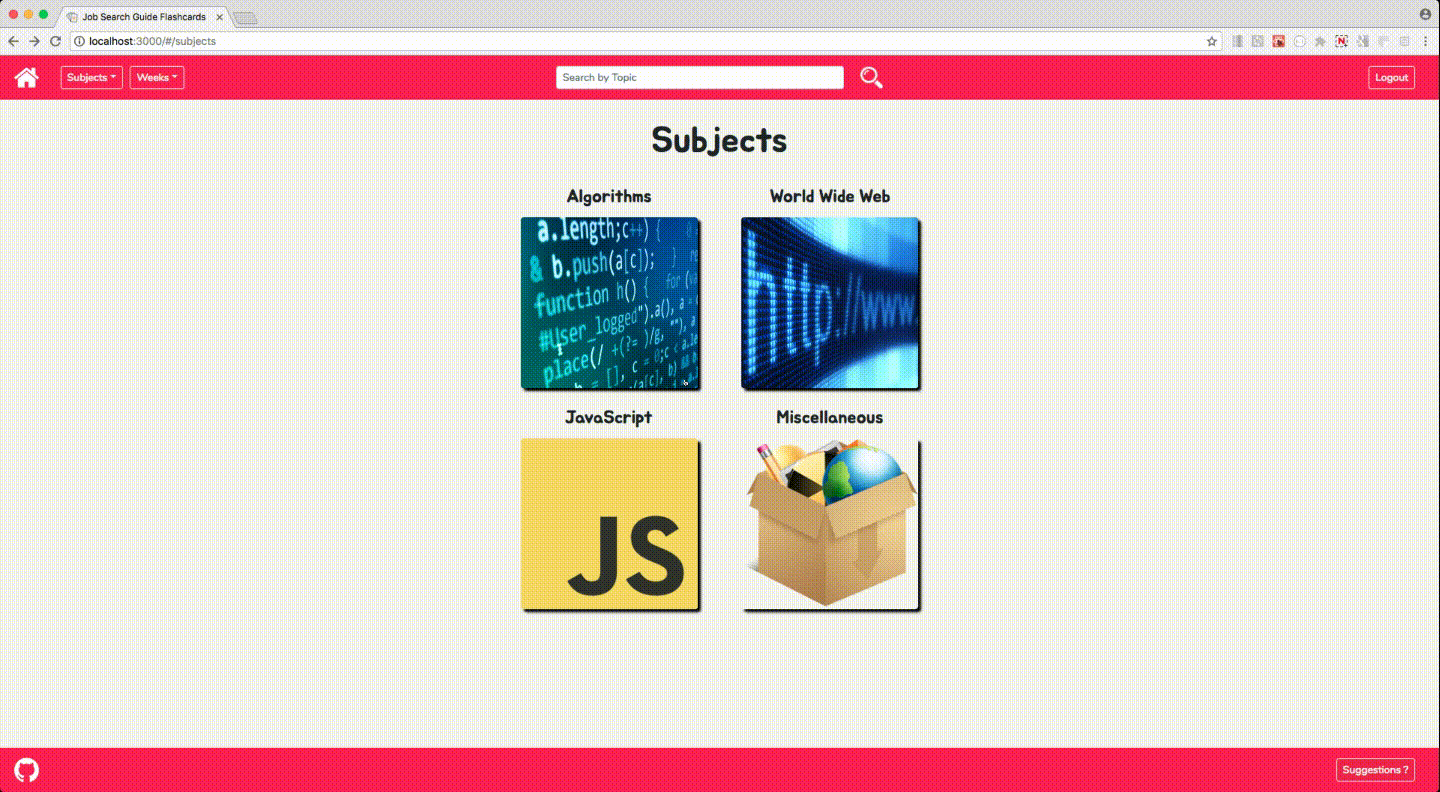 Job Search Guide Flashcards
localhost:3000/#/subjects
Subjects
Weeks
Search by Topic
Logout
Subjects
Algorithms
World Wide Web
a.length;c++) {
& b.push(a[c]); }
function h() { for
#User_logged").a(), a =
place(/ +(?= )/g, ""), a
b = [], c = 0;c < a.le
(a[c], b)
http://www.
JavaScript
Miscellaneous
JS
Suggestions ?